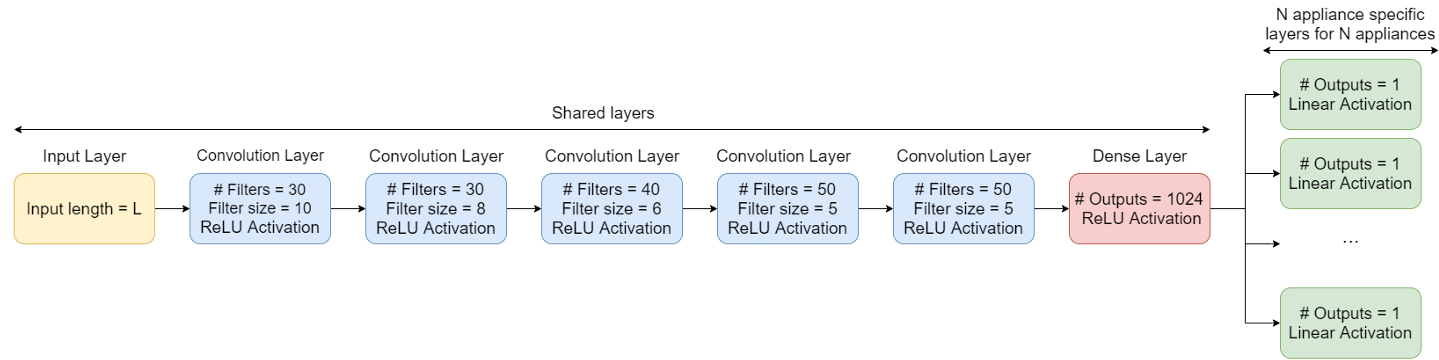 N appliance specific
layers for N appliances
Shared layers
Input Layer
Input length = L
Convolution Layer
# Filters = 30
Filter size = 10
ReLU Activation
Convolution Layer
# Filters = 30
Filter size = 8
ReLU Activation
Convolution Layer
# Filters = 40
Filter size = 6
ReLU Activation
Convolution Layer
# Filters = 50
Filter size = 5
ReLU Activation
Convolution Layer
# Filters = 50
Filter size = 5
ReLU Activation
Dense Layer
# Outputs = 1024
ReLU Activation
# Outputs = 1
Linear Activation
# Outputs = 1
Linear Activation
...
# Outputs = 1
Linear Activation